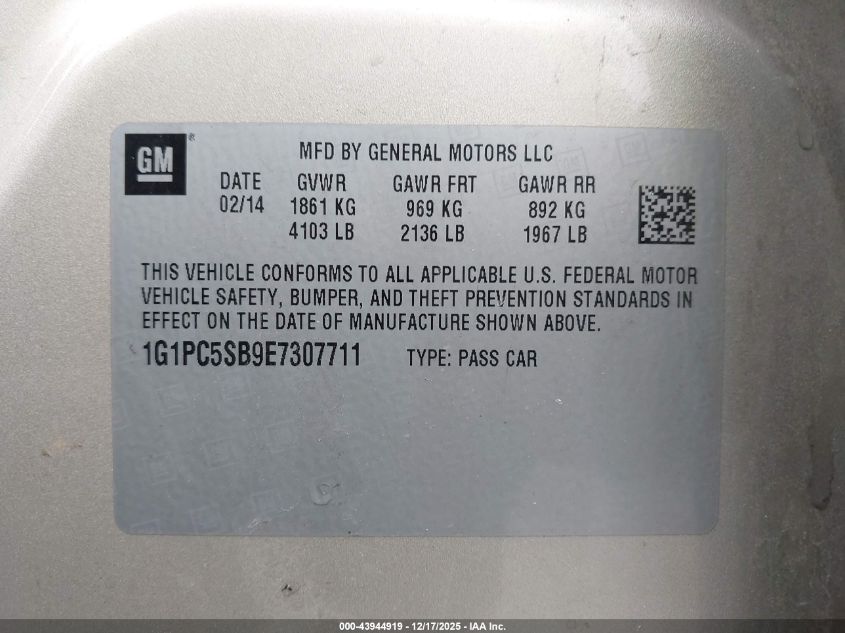 GM ®
MFD BY GENERAL MOTORS LLC
DATE GVWR GAWR FRT GAWR RR
02/14 1861 KG 969 KG 892 KG
4103 LB 2136 LB 1967 LB
THIS VEHICLE CONFORMS TO ALL APPLICABLE U.S. FEDERAL MOTOR
VEHICLE SAFETY, BUMPER, AND THEFT PREVENTION STANDARDS IN
EFFECT ON THE DATE OF MANUFACTURE SHOWN ABOVE.
1G1PC5SB9E7307711 TYPE: PASS CAR
000-43944919 - 12/17/2025 - IAA Inc.